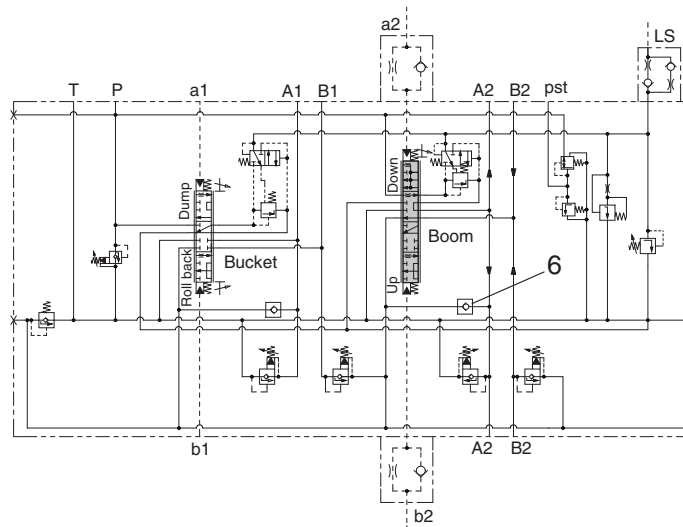 a2
LS
T P a1 A1 B1 A2 B2 pst
Dump
Down
Bucket
Boom
6
Roll back
Up
b1
A2 B2
b2